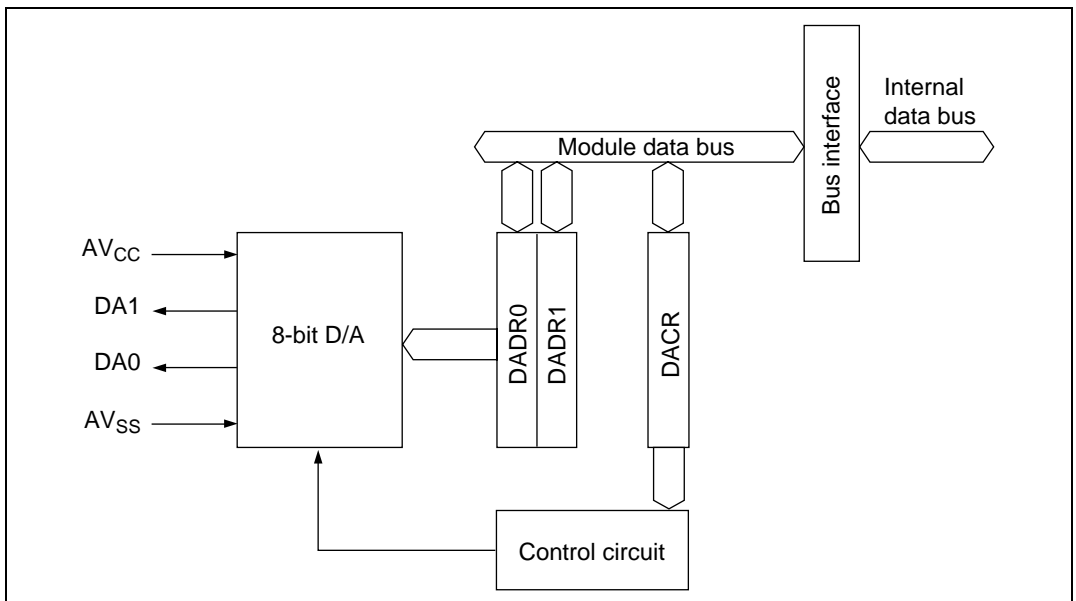 Internal
data bus
Bus interface
Module data bus
AVCC
DA1
DA0
AVSS
8-bit D/A
DADR0
DADR1
DACR
Control circuit